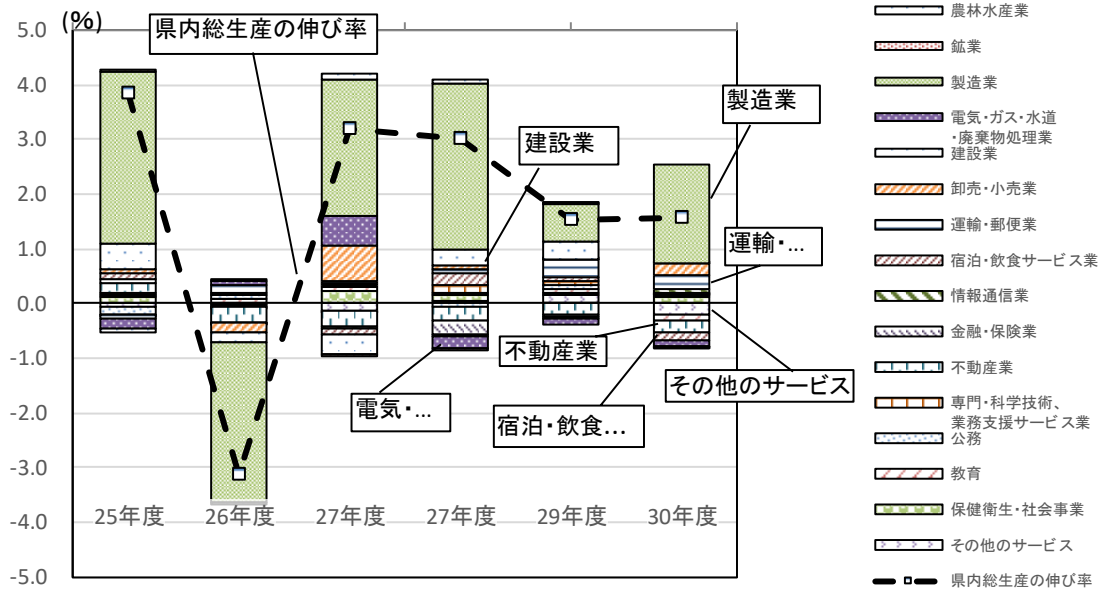 (%)
5.0
4.0
3.0
2.0
1.0
0.0
-1.0
-2.0
-3.0
-4.0
-5.0
県内総生産の伸び率
建設業
製造業
運輸・...
不動産業
その他のサービス
電気・...
宿泊・飲食...
25年度
26年度
27年度
27年度
29年度
30年度
農林水産業
鉱業
製造業
電気・ガス・水道
・廃棄物処理業
建設業
卸売・小売業
運輸・郵便業
宿泊・飲食サービス業
情報通信業
金融・保険業
不動産業
専門・科学技術、
業務支援サービス業
公務
教育
保健衛生・社会事業
その他のサービス
県内総生産の伸び率